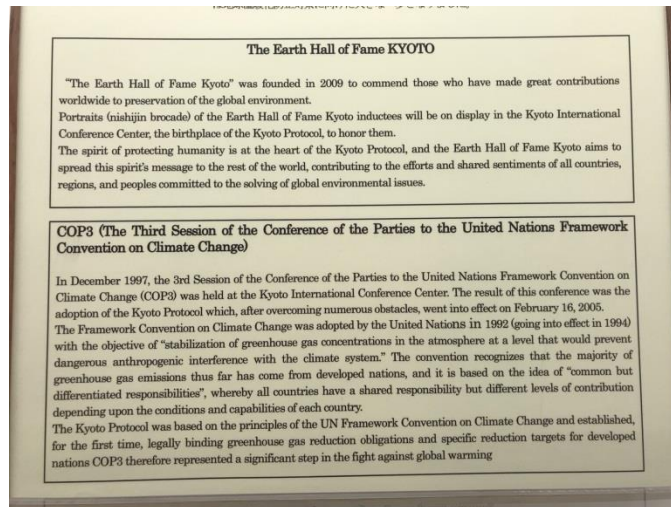 The Earth Hall of Fame KYOTO
"The Earth Hall of Fame Kyoto" was founded in 2009 to commend those who have made great contributions
worldwide to preservation of the global environment.
Portraits (nishijin brocade) of the Earth Hall of Fame Kyoto inductees will be on display in the Kyoto International
Conference Center, the birthplace of the Kyoto Protocol, to honor them.
The spirit of protecting humanity is at the heart of the Kyoto Protocol, and the Earth Hall of Fame Kyoto aims to
spread this spirit's message to the rest of the world, contributing to the efforts and shared sentiments of all countries,
regions, and peoples committed to the solving of global environmental issues.
COP3 (The Third Session of the Conference of the Parties to the United Nations Framework
Convention on Climate Change)
In December 1997, the 3rd Session of the Conference of the Parties to the United Nations Framework Convention on
Climate Change (COP3) was held at the Kyoto International Conference Center. The result of this conference was the
adoption of the Kyoto Protocol which, after overcoming numerous obstacles, went into effect on February 16, 2005.
The Framework Convention on Climate Change was adopted by the United Nations in 1992 (going into effect in 1994)
with the objective of "stabilization of greenhouse gas concentrations in the atmosphere at a level that would prevent
dangerous anthropogenic interference with the climate system." The convention recognizes that the majority of
greenhouse gas emissions thus far has come from developed nations, and it is based on the idea of "common but
differentiated responsibilities", whereby all countries have a shared responsibility but different levels of contribution
depending upon the conditions and capabilities of each country.
The Kyoto Protocol was based on the principles of the UN Framework Convention on Climate Change and established,
for the first time, legally binding greenhouse gas reduction obligations and specific reduction targets for developed
nations COP3 therefore represented a significant step in the fight against global warming